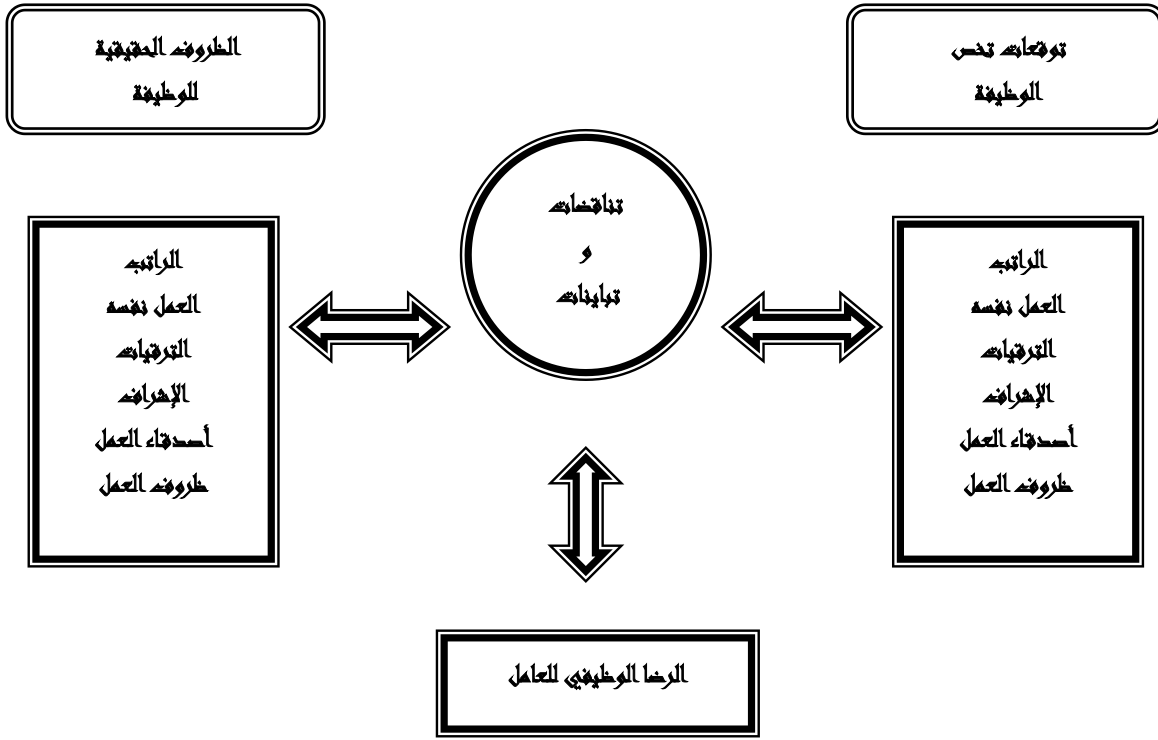 توقعات تخص
الوظيفة
الظروف الحقيقية
للوظيفة
تناقضات
و
تباينات
الراتب
العمل نفسه
الترقيات
الإشراف
أصدقاء العمل
ظروف العمل
الراتب
العمل نفسه
الترقيات
الإشراف
أصدقاء العمل
ظروف العمل
الرضا الوظيفي للعامل